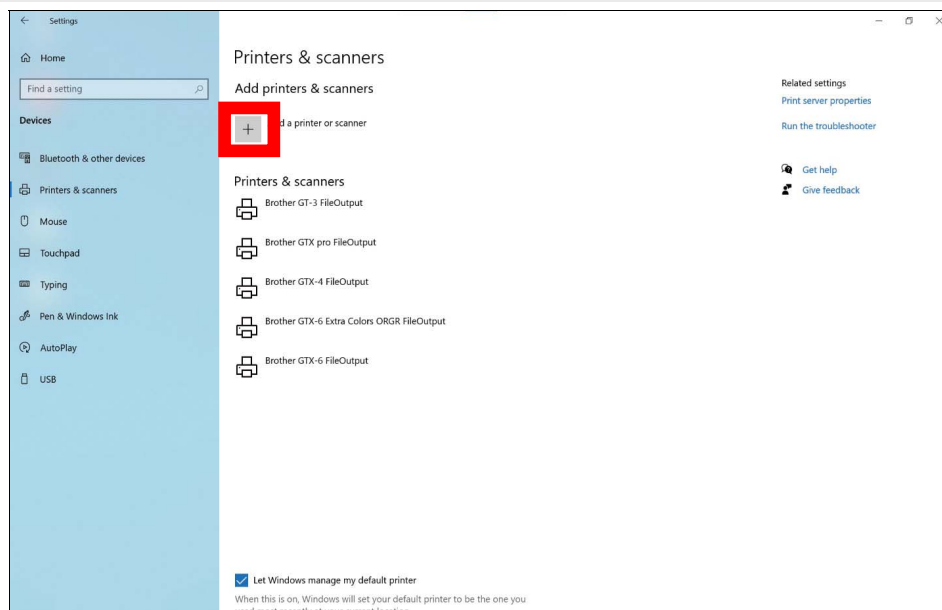 Settings
Home
Find a setting
Devices
Bluetooth & other devices
Printers & scanners
Mouse
Touchpad
Typing
Pen & Windows Ink
AutoPlay
USB
Printers & scanners
Add printers & scanners
d a printer or scanner
Printers & scanners
Brother GT-3 FileOutput
Brother GTX pro FileOutput
Brother GTX-4 FileOutput
Brother GTX-6 Extra Colors ORGR FileOutput
Brother GTX-6 FileOutput
Let Windows manage my default printer
When this is on, Windows will set your default printer to be the one you
Related settings
Print server properties
Run the troubleshooter
Get help
Give feedback